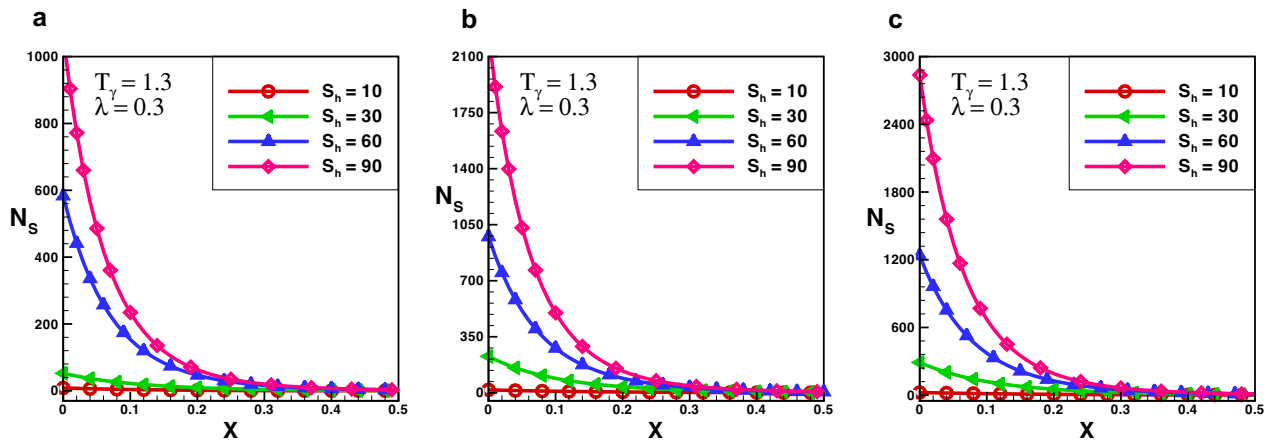 a
T_γ = 1.3
λ = 0.3
S_h = 10
S_h = 30
S_h = 60
S_h = 90
N_S
1000
800
600
400
200
0
0 0.1 0.2 0.3 0.4 0.5
X
b
T_γ = 1.3
λ = 0.3
S_h = 10
S_h = 30
S_h = 60
S_h = 90
N_S
2100
1750
1400
1050
700
350
0
0 0.1 0.2 0.3 0.4 0.5
X
c
T_γ = 1.3
λ = 0.3
S_h = 10
S_h = 30
S_h = 60
S_h = 90
N_S
3000
2400
1800
1200
600
0
0 0.1 0.2 0.3 0.4 0.5
X